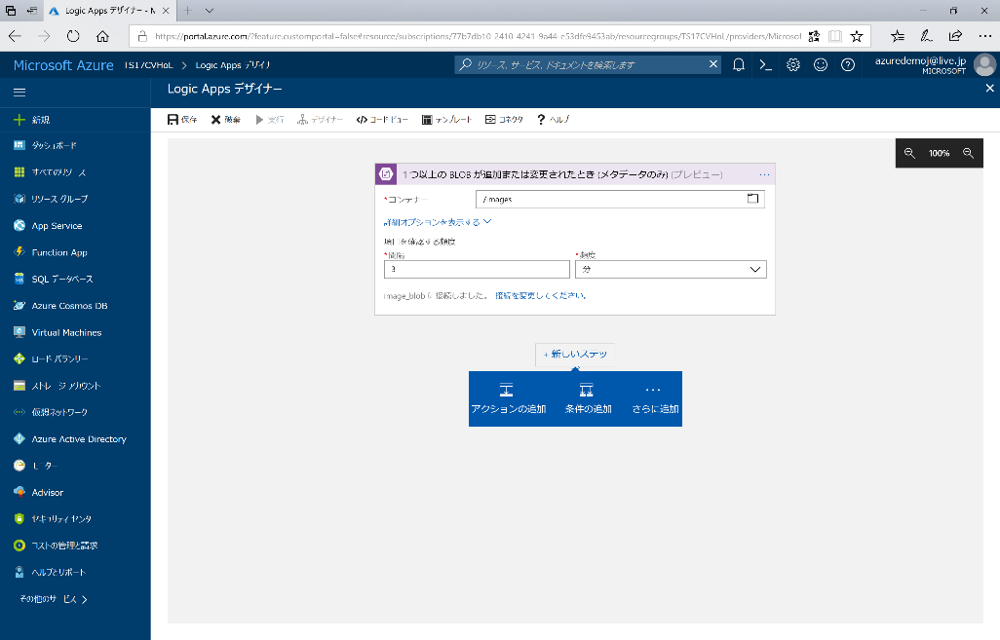 Logic Apps デザイナー - M
https://portal.azure.com/?feature.customportal=false#resource/subscriptions/77b7db10-2410-4241-9a44-e53dfe9453ab/resourcegroups/TS17CVHoL/providers/Microsof
Microsoft Azure TS17CVHoL > Logic Apps デザイナ
リソース、サービス、ドキュメントを検索します
azuredemoj@live.jp
MICROSOFT
Logic Apps デザイナー
保存 破棄 実行 デザイナー コード ビュー テンプレート コネクタ ヘルプ
新規
ダッシュボード
すべてのリソース
リソース グループ
App Service
Function App
SQL データベース
Azure Cosmos DB
Virtual Machines
ロード バランサー
ストレージ アカウント
仮想ネットワーク
Azure Active Directory
モニター
Advisor
セキュリティ センター
コストの管理と請求
ヘルプとサポート
その他のサービス >
100%
1 つ以上の BLOB が追加または変更されたとき (メタデータのみ) (プレビュー) ...
*コンテナー /images
詳細オプションを表示する
項目を確認する頻度
*間隔 *頻度
3 分
image_blob に接続しました。 接続を変更してください。
+ 新しいステッ
アクションの追加 条件の追加 さらに追加